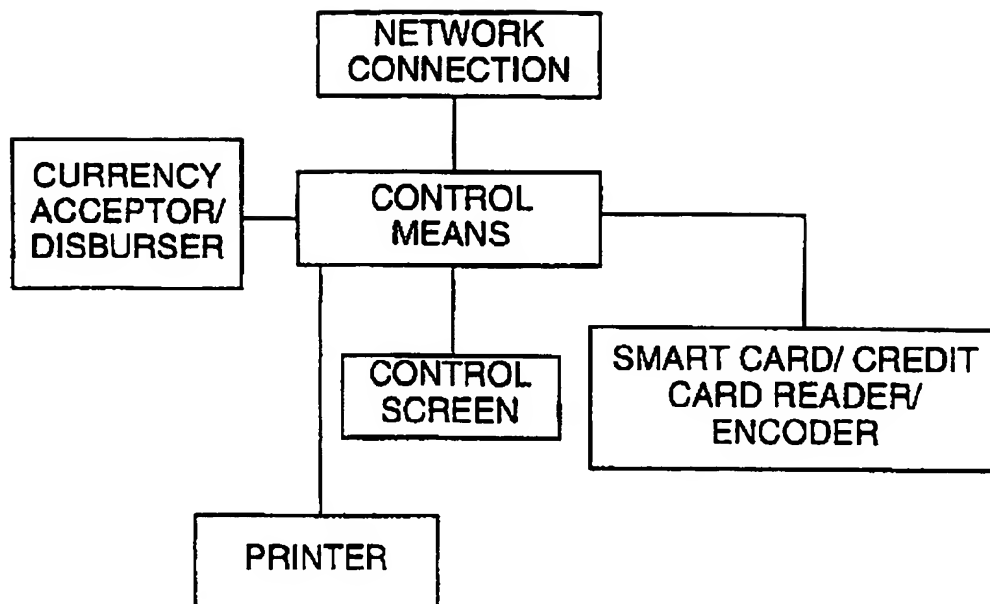 NETWORK
CONNECTION
CURRENCY
ACCEPTOR/
DISBURSER
CONTROL
MEANS
CONTROL
SCREEN
SMART CARD/ CREDIT
CARD READER/
ENCODER
PRINTER